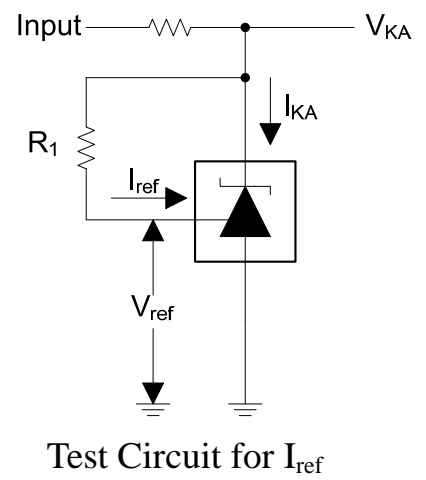 Input
V_KA
I_KA
R_1
I_ref
V_ref
Test Circuit for I_ref